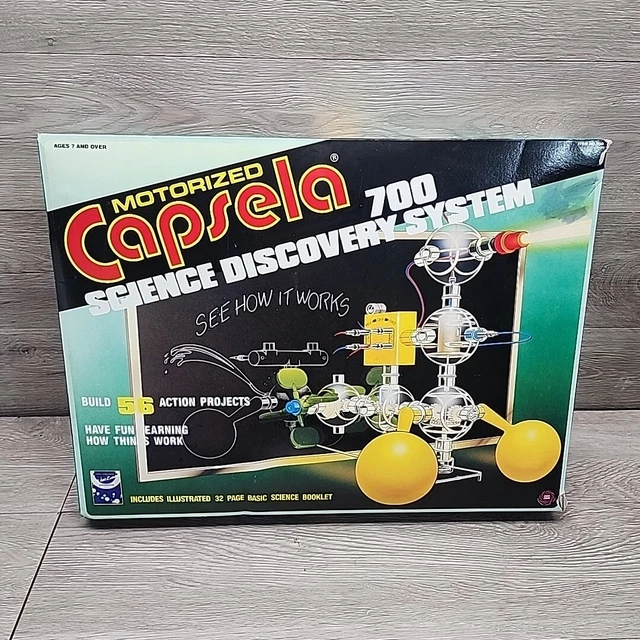 AGES 7 AND OVER
MOTORIZED
Capsela®
700
SCIENCE DISCOVERY SYSTEM
SEE HOW IT WORKS
BUILD 56 ACTION PROJECTS
HAVE FUN LEARNING
HOW THINGS WORK
INCLUDES ILLUSTRATED 32 PAGE BASIC SCIENCE BOOKLET